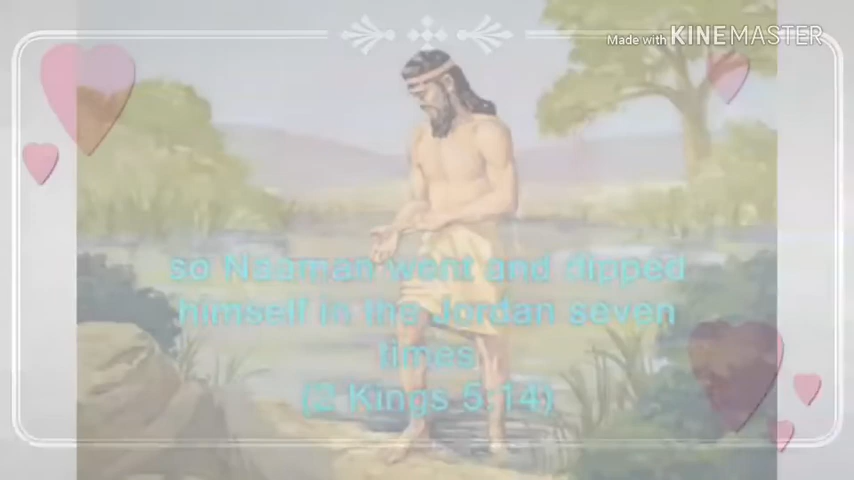 Made with KINEMASTER
so Naaman went and dipped
himself in the Jordan seven
times
(2 Kings 5:14)